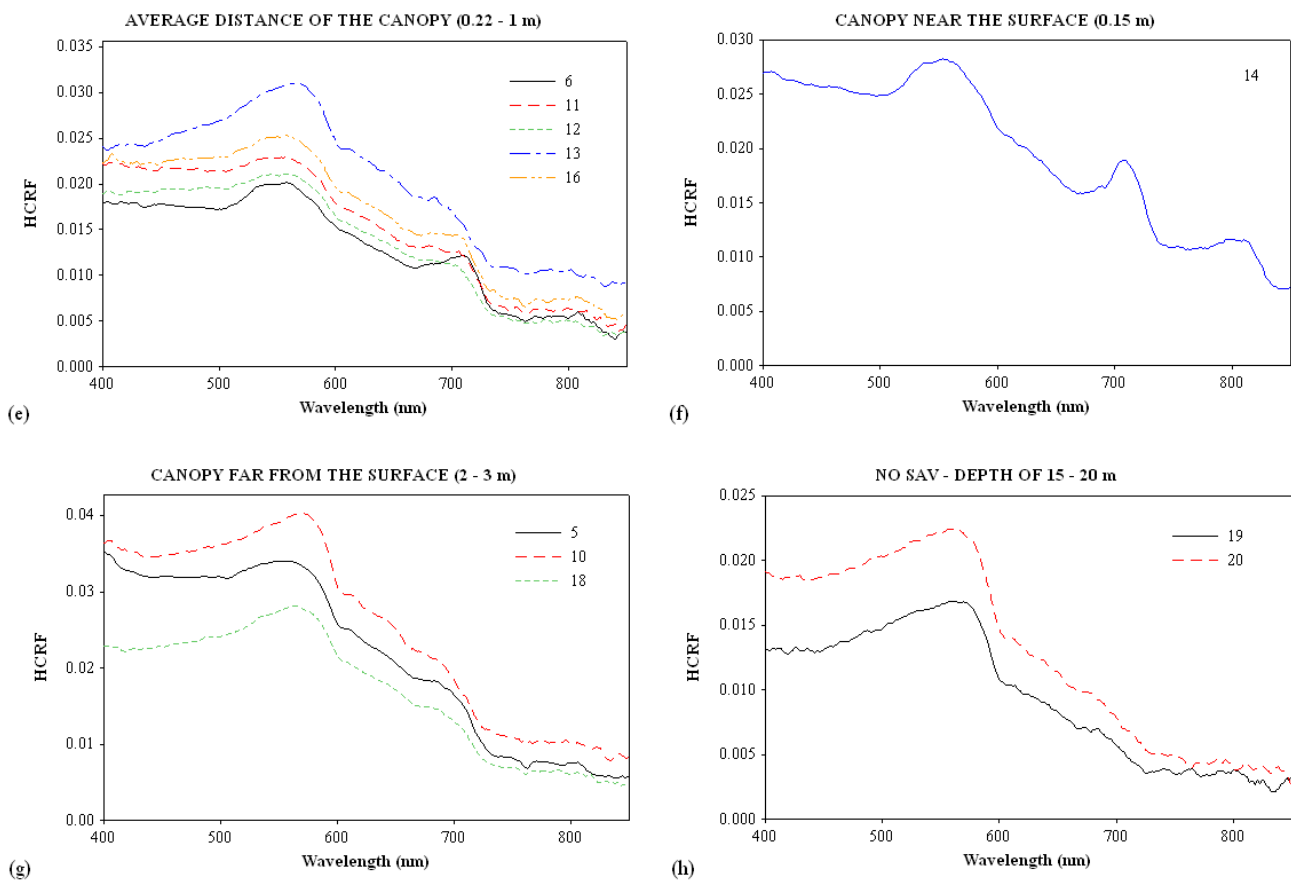 AVERAGE DISTANCE OF THE CANOPY (0.22 - 1 m)
0.035
0.030
0.025
0.020
0.015
0.010
0.005
0.000
HCRF
6
11
12
13
16
400 500 600 700 800
Wavelength (nm)
(e)
CANOPY NEAR THE SURFACE (0.15 m)
0.030
0.025
0.020
0.015
0.010
0.005
0.000
HCRF
14
400 500 600 700 800
Wavelength (nm)
(f)
CANOPY FAR FROM THE SURFACE (2 - 3 m)
0.04
0.03
0.02
0.01
0.00
HCRF
5
10
18
400 500 600 700 800
Wavelength (nm)
(g)
NO SAV - DEPTH OF 15 - 20 m
0.025
0.020
0.015
0.010
0.005
0.000
HCRF
19
20
400 500 600 700 800
Wavelength (nm)
(h)